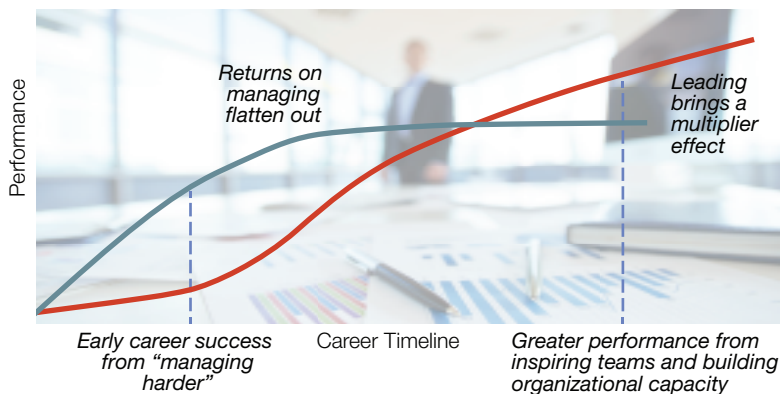 Returns on
managing
flatten out
Leading
brings a
multiplier
effect
Performance
Early career success
from “managing
harder”
Career Timeline
Greater performance from
inspiring teams and building
organizational capacity